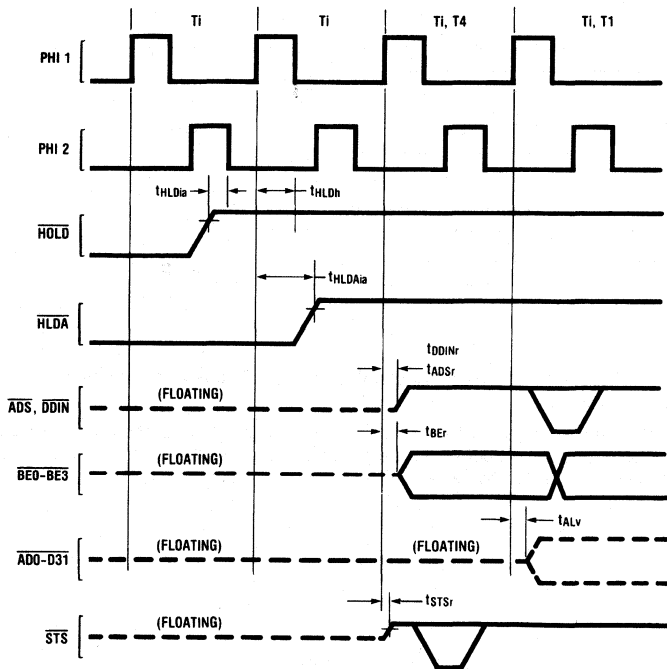 Ti Ti Ti, T4 Ti, T1
PHI 1
PHI 2
tHLDia tHLDh
HOLD
tHLDAia
HLDA
tDDINr
tADSr
ADS, DDIN (FLOATING)
tBEr
BE0-BE3 (FLOATING)
tALv
AD0-D31 (FLOATING) (FLOATING)
tSTSr
STS (FLOATING)